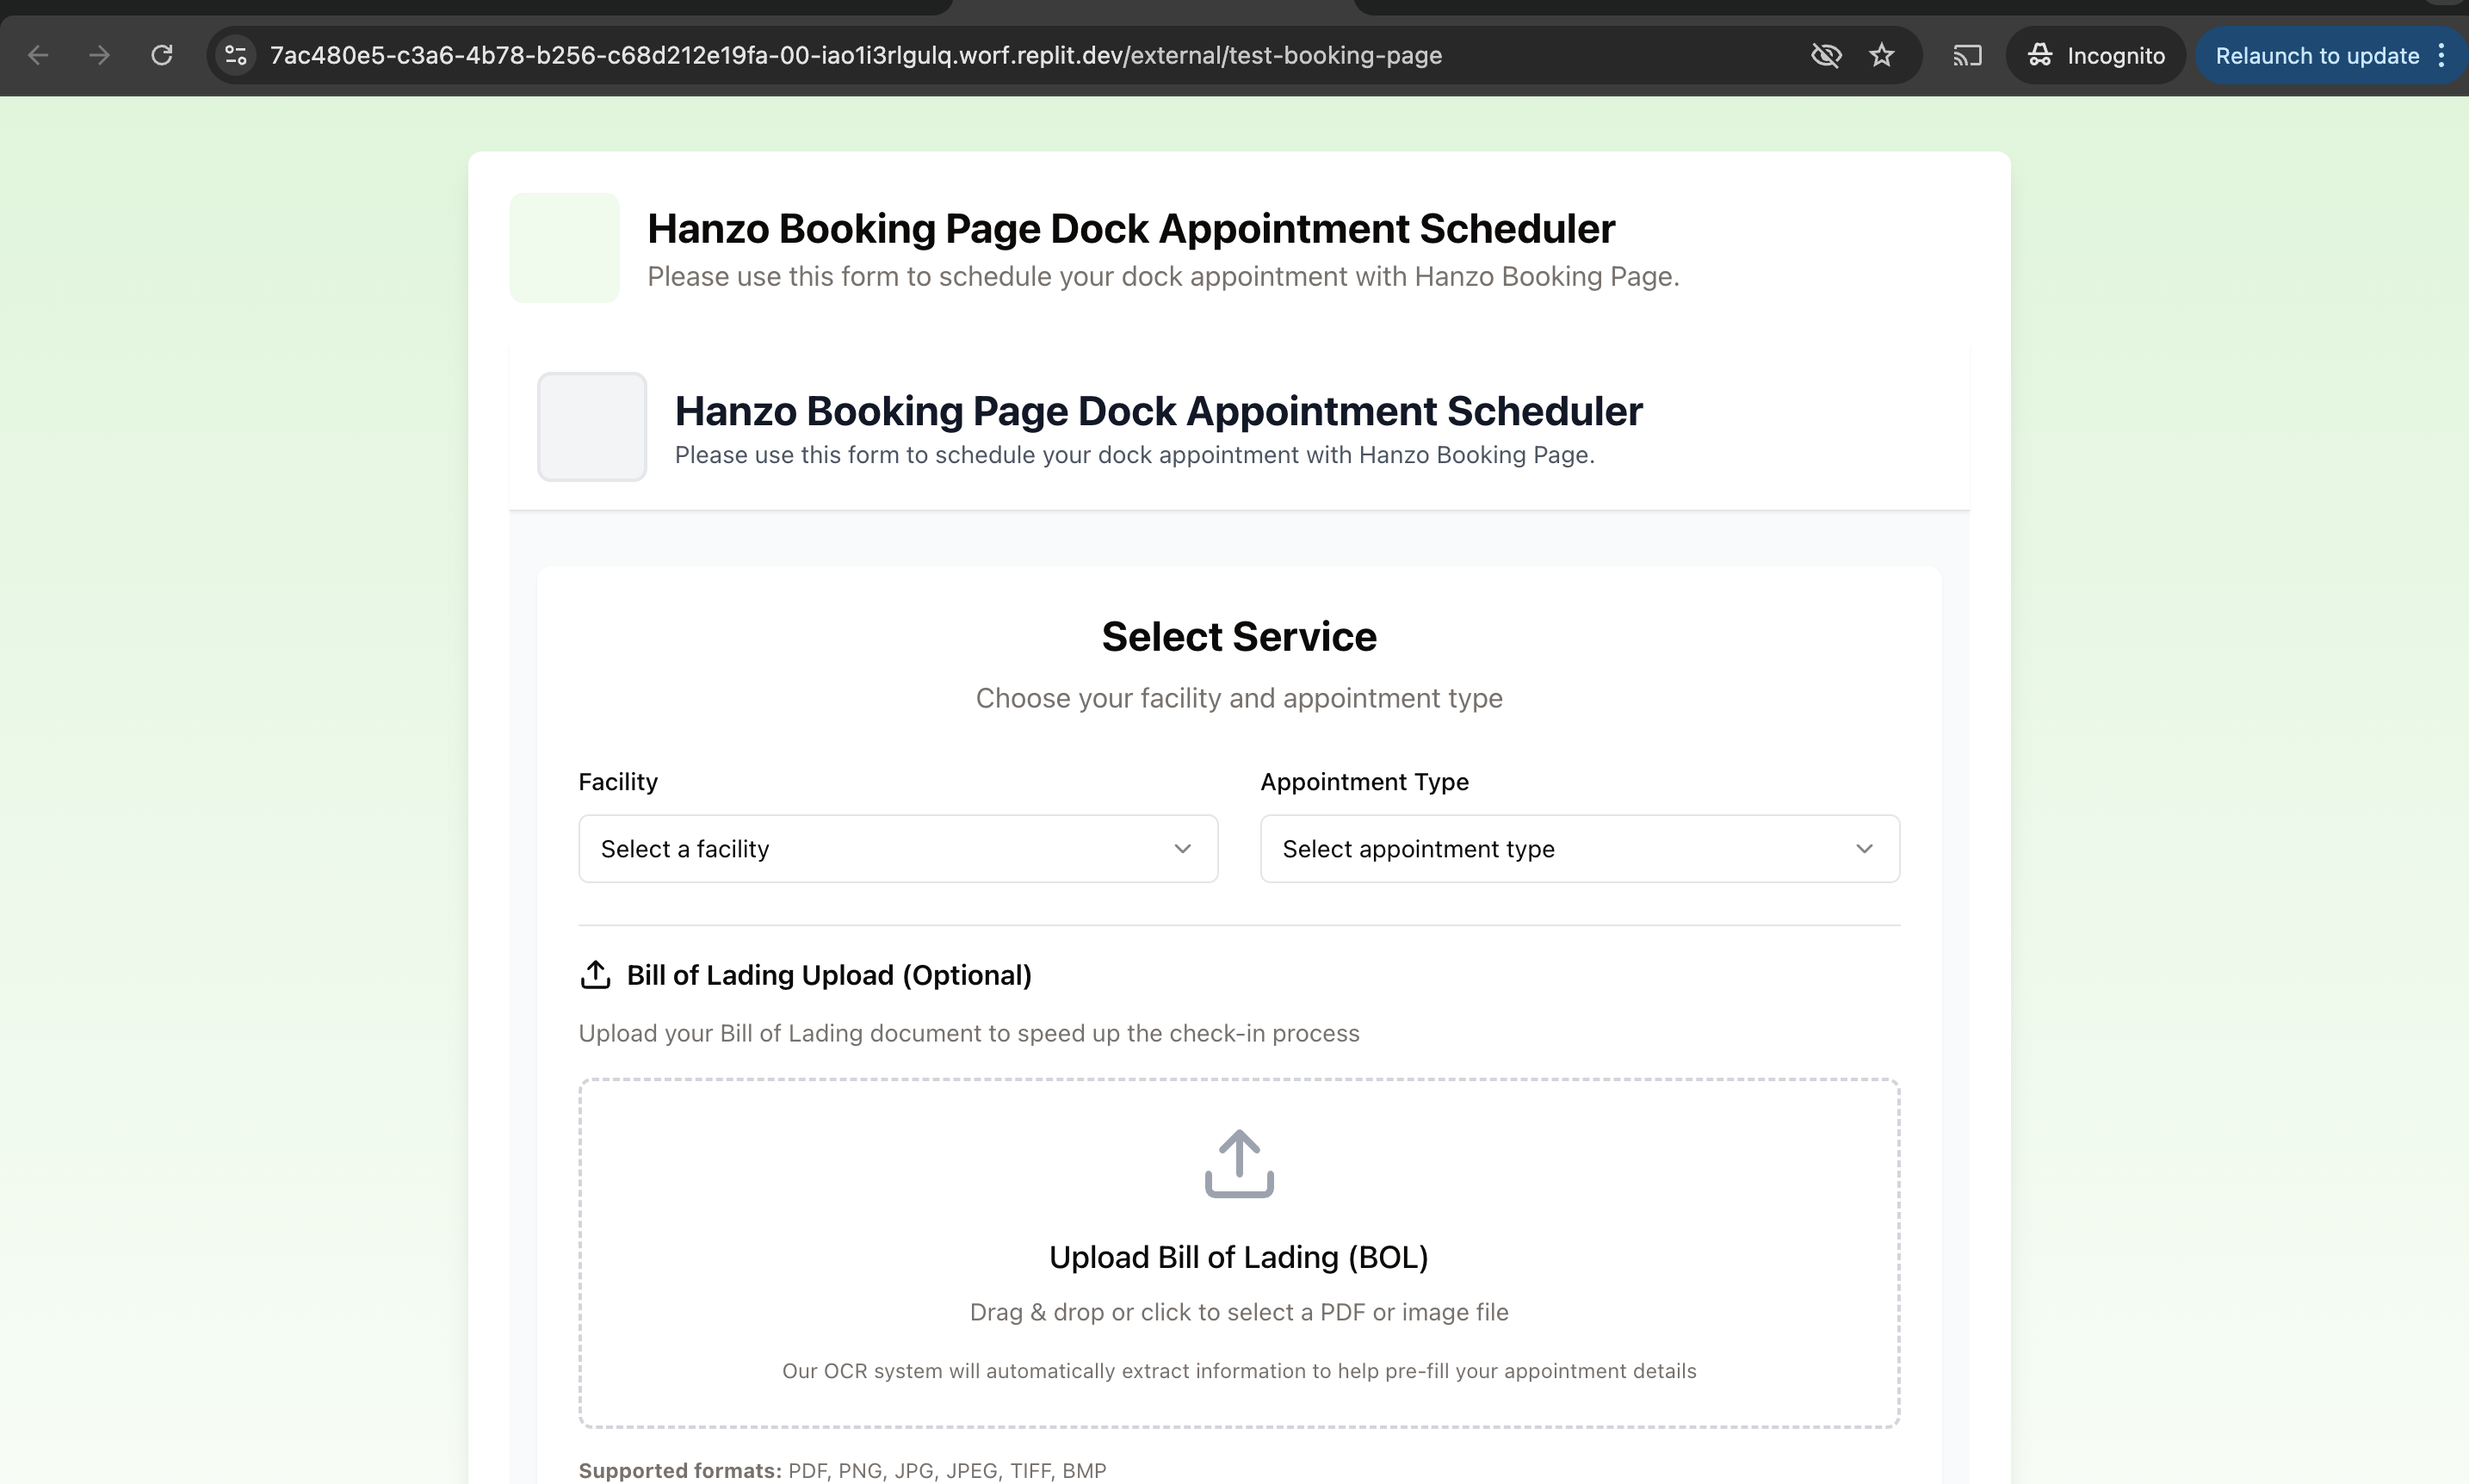 7ac480e5-c3a6-4b78-b256-c68d212e19fa-00-iao1i3rlgulq.worf.replit.dev/external/test-booking-page
Incognito
Relaunch to update
Hanzo Booking Page Dock Appointment Scheduler
Please use this form to schedule your dock appointment with Hanzo Booking Page.
Hanzo Booking Page Dock Appointment Scheduler
Please use this form to schedule your dock appointment with Hanzo Booking Page.
Select Service
Choose your facility and appointment type
Facility
Appointment Type
Select a facility
Select appointment type
Bill of Lading Upload (Optional)
Upload your Bill of Lading document to speed up the check-in process
Upload Bill of Lading (BOL)
Drag & drop or click to select a PDF or image file
Our OCR system will automatically extract information to help pre-fill your appointment details
Supported formats: PDF, PNG, JPG, JPEG, TIFF, BMP